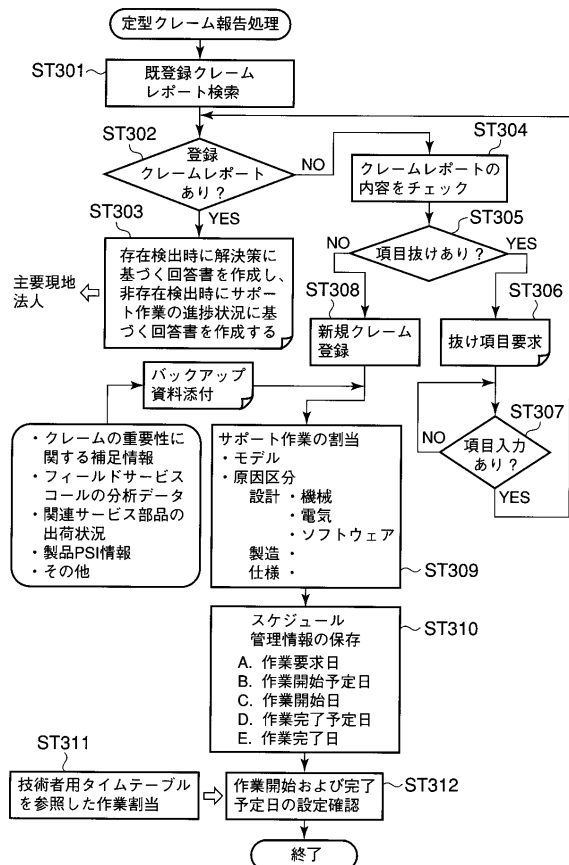 定型クレーム報告処理
ST301
既登録クレーム
レポート検索
ST302
登録
クレームレポート
あり？
NO
YES
ST304
クレームレポートの
内容をチェック
ST303
存在検出時に解決策に
基づく回答書を作成し、
非存在検出時にサポー
ト作業の進捗状況に基
づく回答書を作成する
主要現地
法人
ST305
項目抜けあり？
NO
YES
ST308
新規クレーム
登録
ST306
抜け項目要求
ST307
項目入力
あり？
NO
YES
バックアップ
資料添付
・クレームの重要性に
関する補足情報
・フィールドサービス
コールの分析データ
・関連サービス部品の
出荷状況
・製品PSI情報
・その他
サポート作業の割当
・モデル
・原因区分
設計 ・機械
・電気
・ソフトウェア
製造 ・
仕様 ・
ST309
スケジュール
管理情報の保存
A. 作業要求日
B. 作業開始予定日
C. 作業開始日
D. 作業完了予定日
E. 作業完了日
ST310
ST311
技術者用タイムテーブル
を参照した作業割当
作業開始および完了
予定日の設定確認
ST312
終了